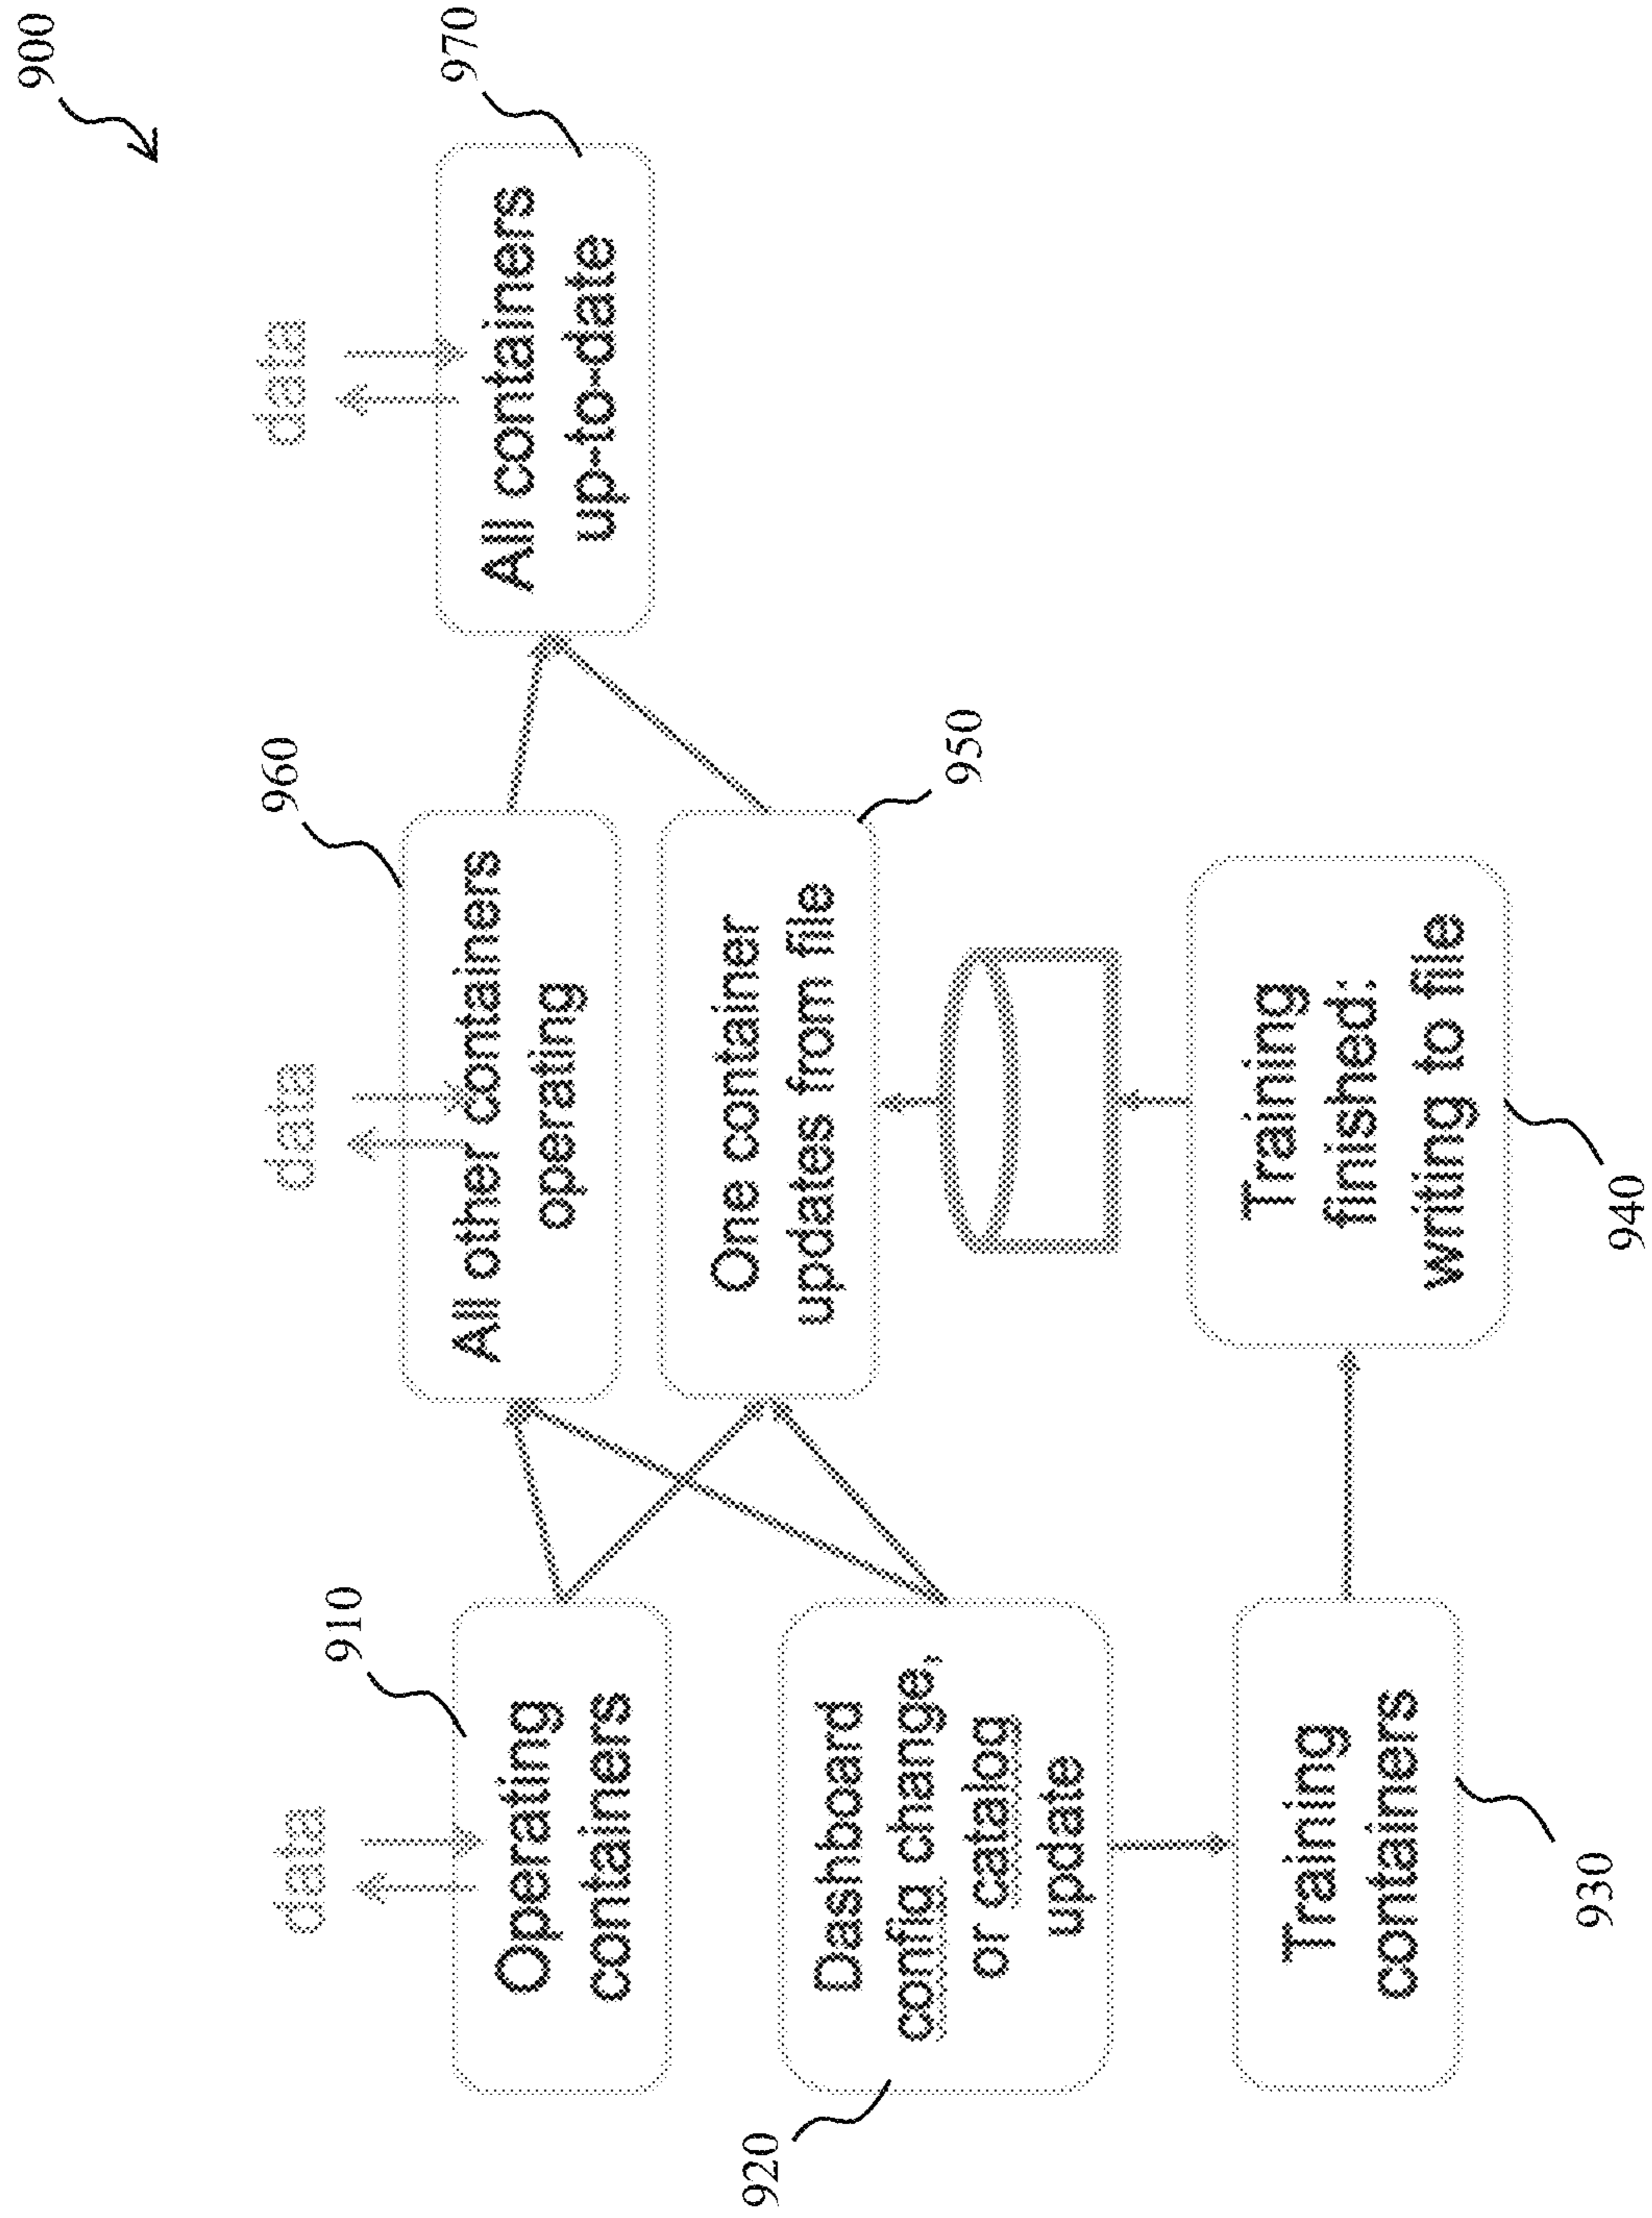 900
data
910
Operating
containers
920
Dashboard
config change,
or catalog
update
Training
containers
930
data
960
All other containers
operating
One container
updates from file
950
Training
finished:
writing to file
940
data
970
All containers
up-to-date